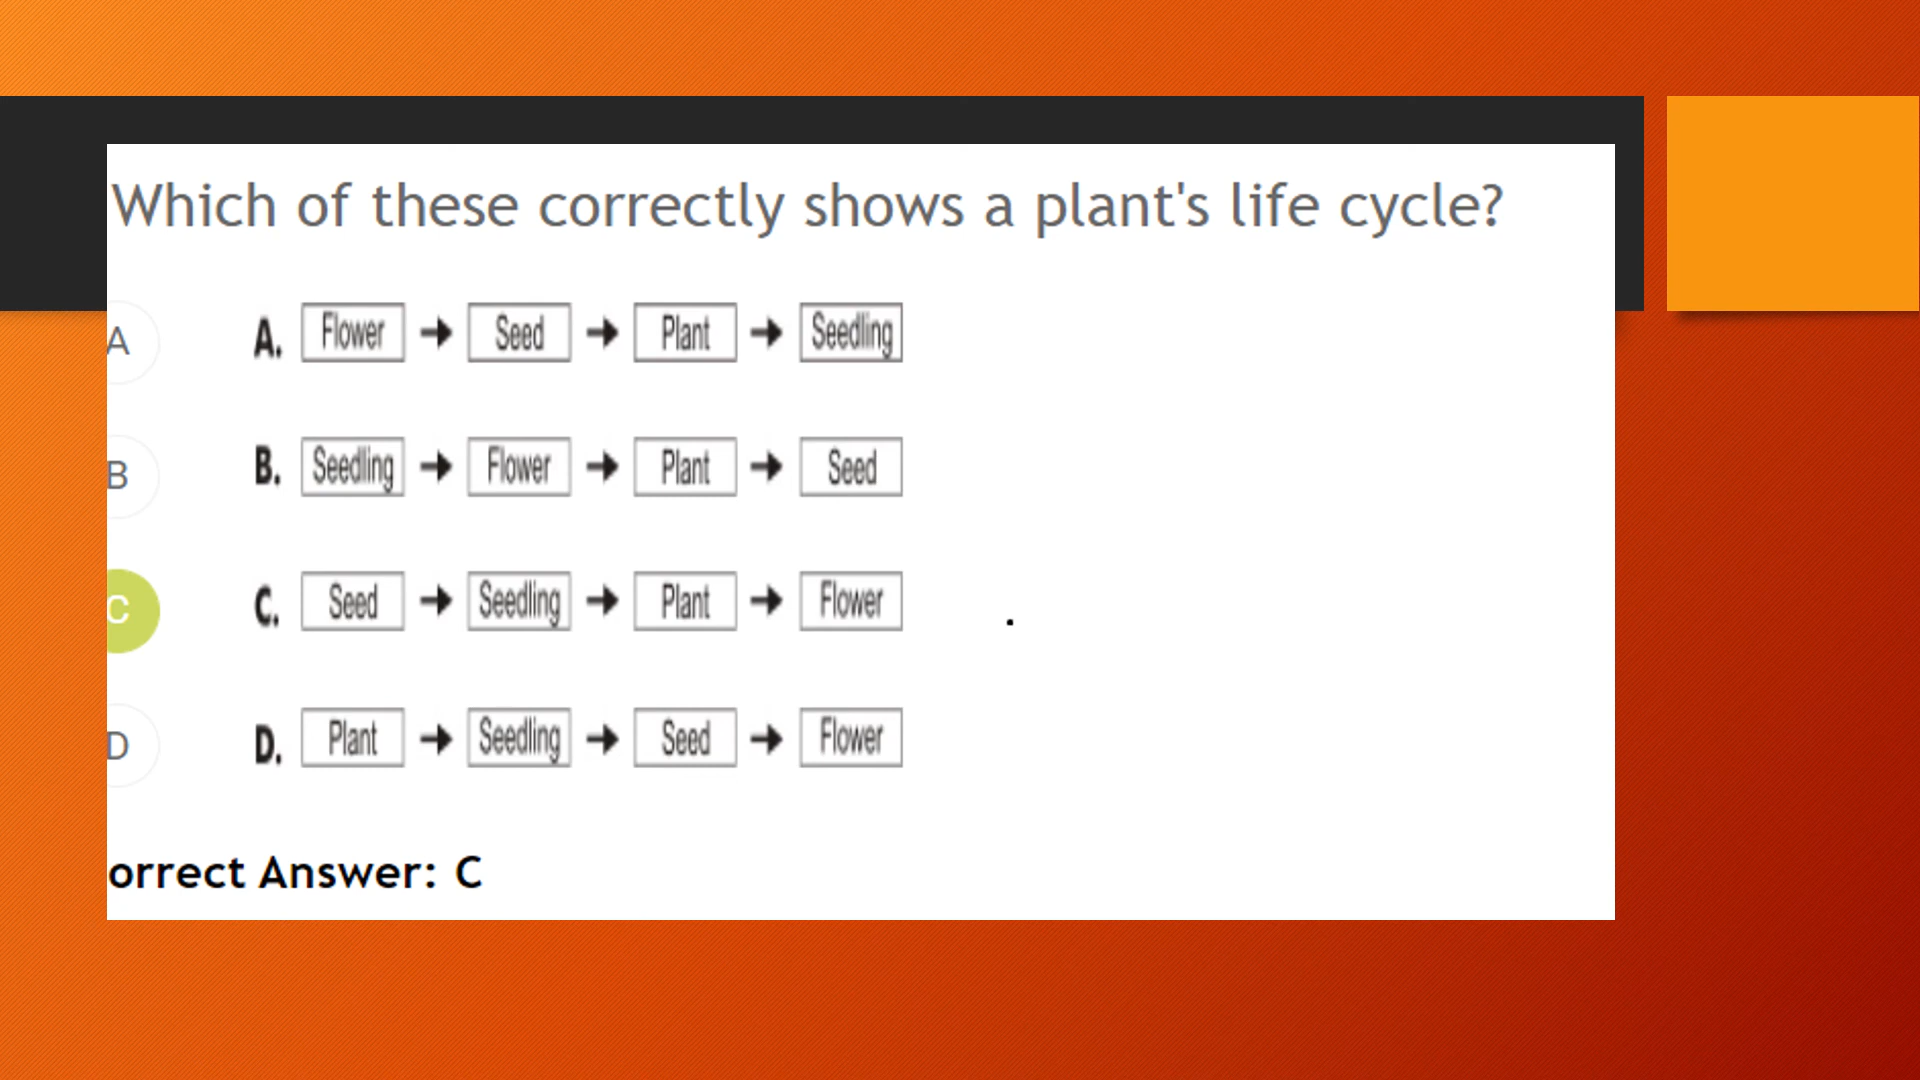 Which of these correctly shows a plant's life cycle?
A A. Flower → Seed → Plant → Seedling
B B. Seedling → Flower → Plant → Seed
C C. Seed → Seedling → Plant → Flower .
D D. Plant → Seedling → Seed → Flower
orrect Answer: C